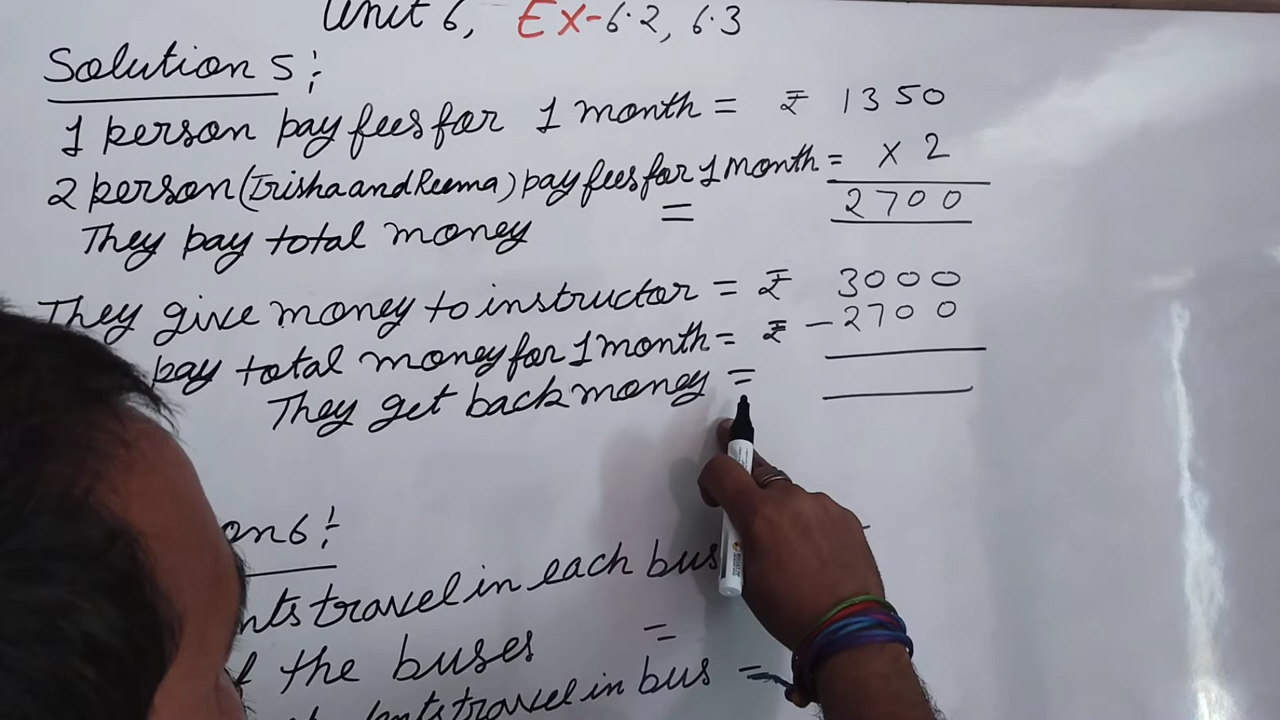 Unit 6, Ex-6.2, 6.3
Solution 5:
1 person pay fees for 1 month = ₹ 1350
2 person (Irisha and Reema) pay fees for 1 month = × 2
They pay total money = 2700
They give money to instructor = ₹ 3000
pay total money for 1 month = ₹ - 2700
They get back money =
on 6:
nts travel in each bus
f the buses =
dents travel in bus =